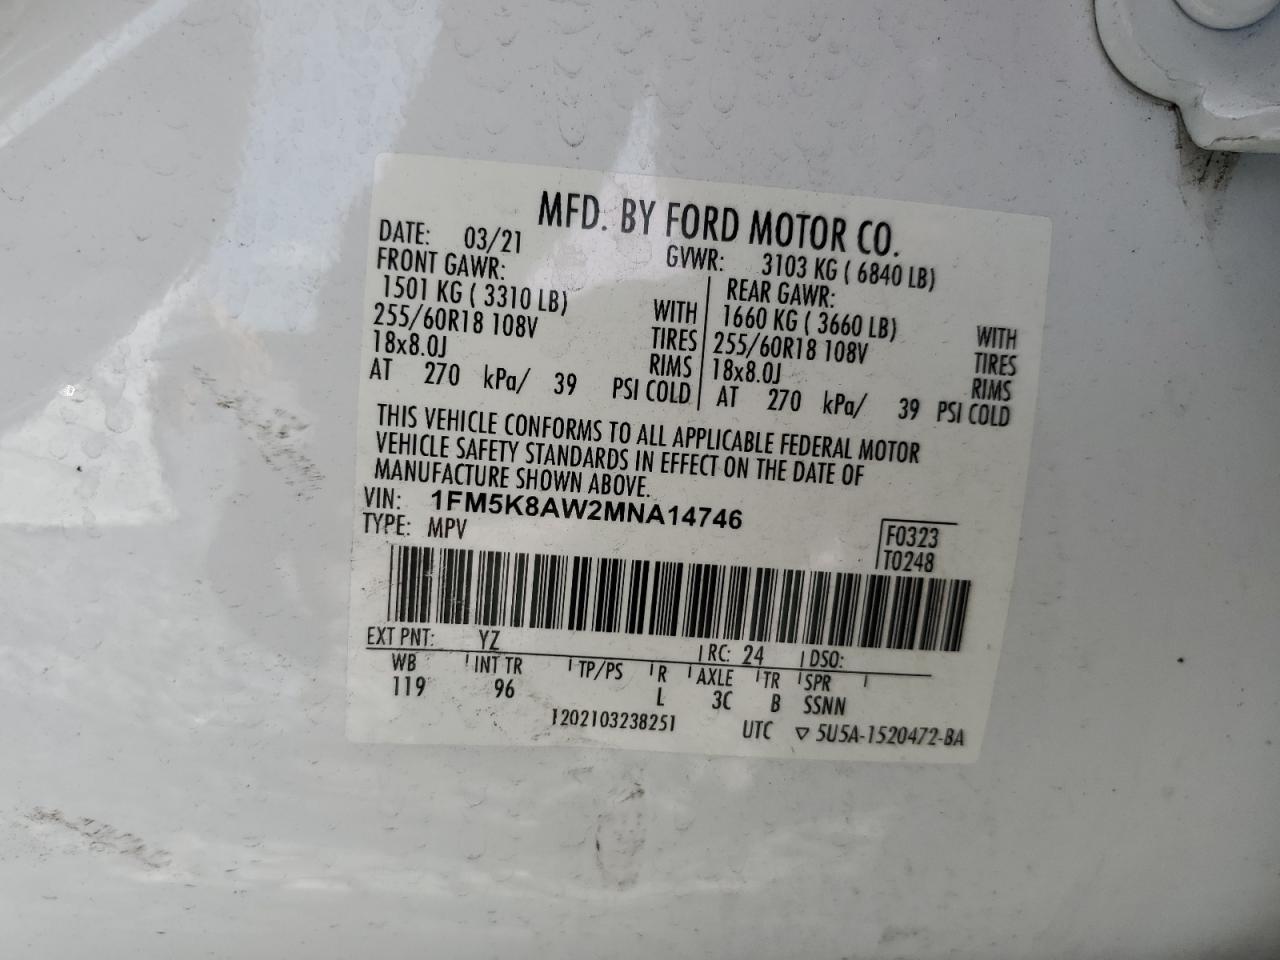 MFD. BY FORD MOTOR CO.
DATE: 03/21 GVWR: 3103 KG ( 6840 LB)
FRONT GAWR: REAR GAWR:
1501 KG ( 3310 LB) WITH 1660 KG ( 3660 LB) WITH
255/60R18 108V TIRES 255/60R18 108V TIRES
18x8.0J RIMS 18x8.0J RIMS
AT 270 kPa/ 39 PSI COLD AT 270 kPa/ 39 PSI COLD
THIS VEHICLE CONFORMS TO ALL APPLICABLE FEDERAL MOTOR
VEHICLE SAFETY STANDARDS IN EFFECT ON THE DATE OF
MANUFACTURE SHOWN ABOVE.
VIN: 1FM5K8AW2MNA14746
TYPE: MPV F0323
T0248
EXT PNT: YZ RC: 24 DSO:
WB INT TR TP/PS R AXLE TR SPR
119 96 L 3C B SSNN
1202103238251 UTC ▽ 5U5A-1520472-BA